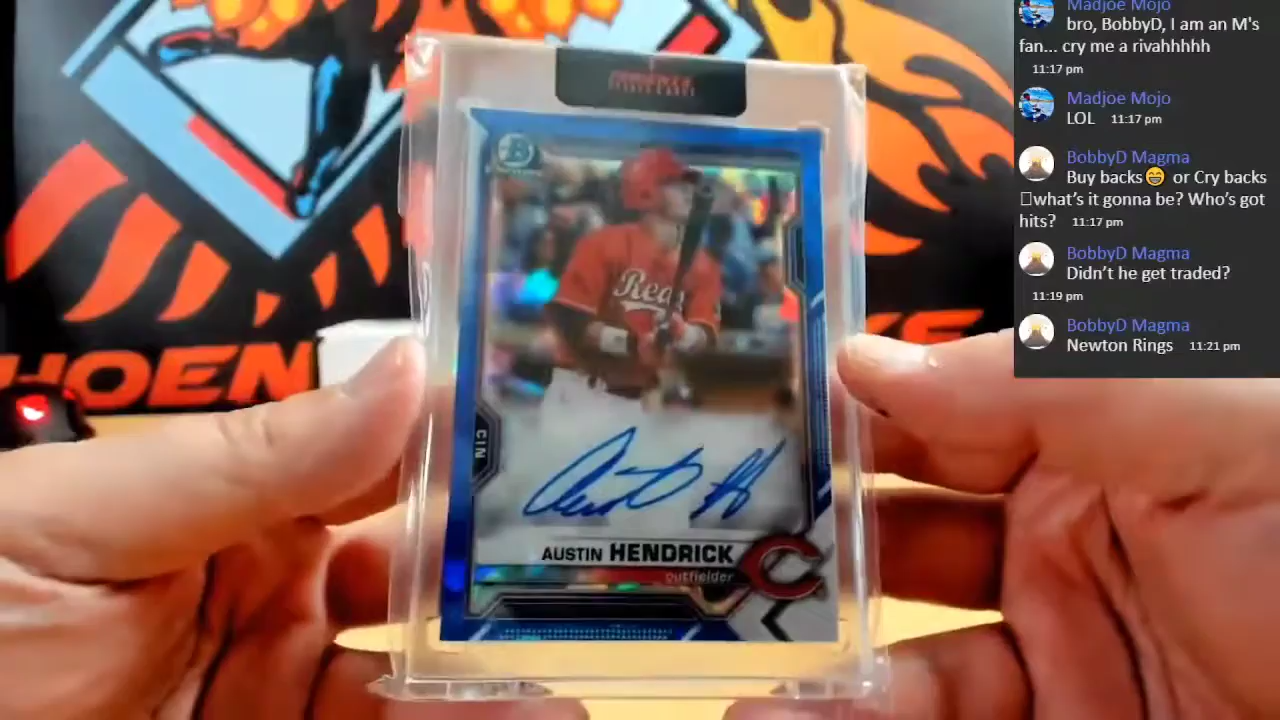 Madjoe Mojo
bro, BobbyD, I am an M's
fan... cry me a rivahhhhh
11:17 pm
Madjoe Mojo
LOL 11:17 pm
BobbyD Magma
Buy backs😁 or Cry backs
what's it gonna be? Who's got
hits? 11:17 pm
BobbyD Magma
Didn't he get traded?
11:19 pm
BobbyD Magma
Newton Rings 11:21 pm
B
Reds
CIN
AUSTIN HENDRICK
outfielder
C
HOEN